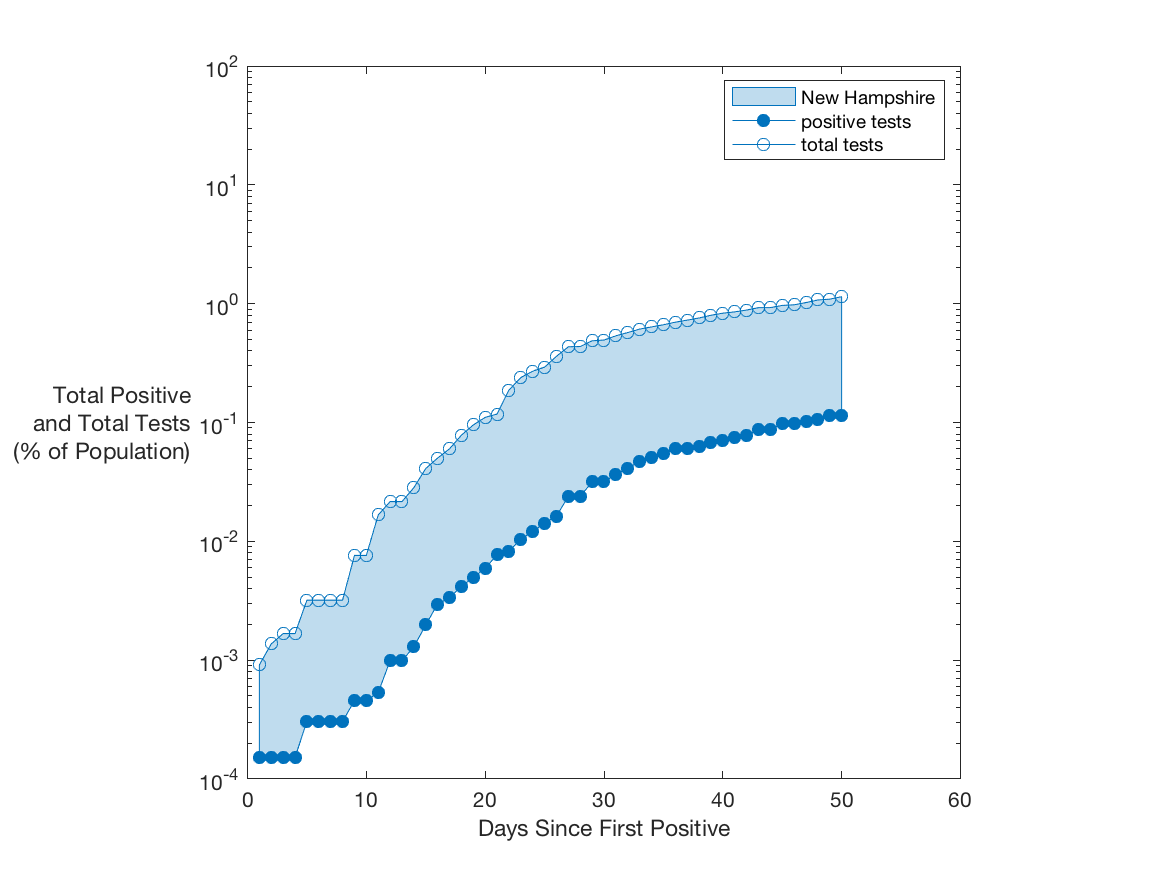 10^2
10^1
10^0
10^-1
10^-2
10^-3
10^-4
Total Positive
and Total Tests
(% of Population)
New Hampshire
positive tests
total tests
0 10 20 30 40 50 60
Days Since First Positive